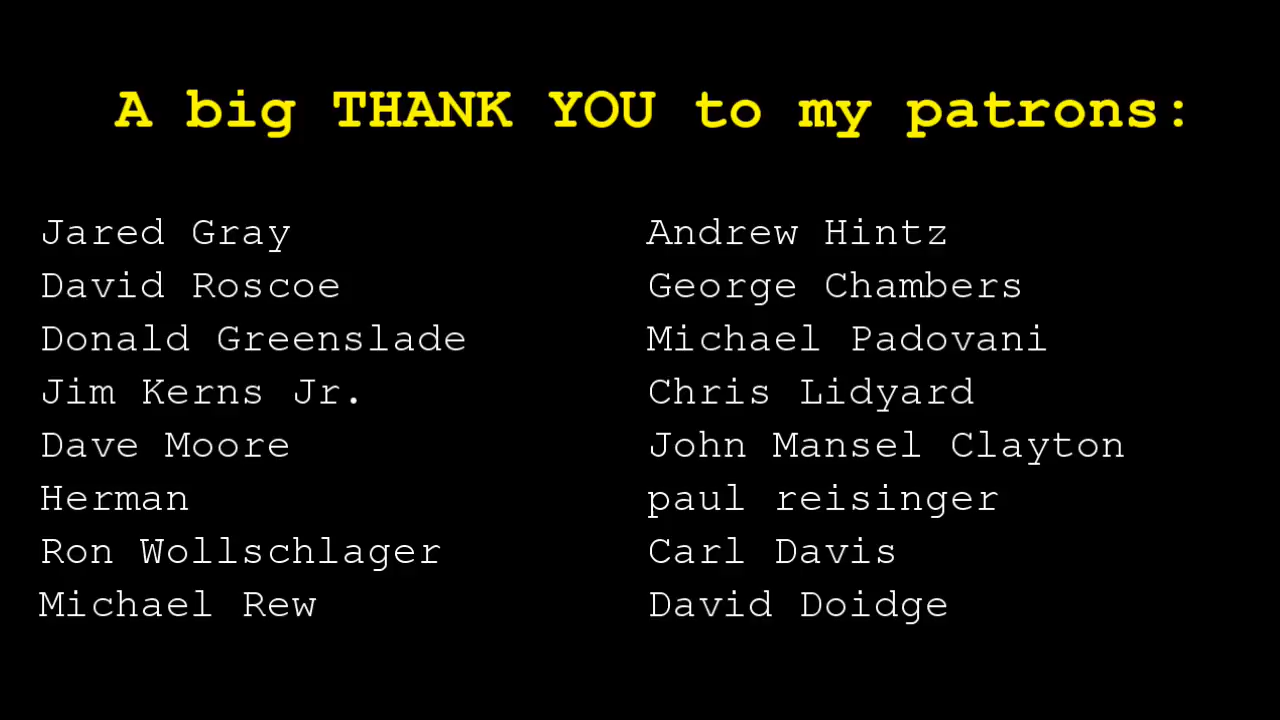 A big THANK YOU to my patrons:
Jared Gray
David Roscoe
Donald Greenslade
Jim Kerns Jr.
Dave Moore
Herman
Ron Wollschlager
Michael Rew
Andrew Hintz
George Chambers
Michael Padovani
Chris Lidyard
John Mansel Clayton
paul reisinger
Carl Davis
David Doidge